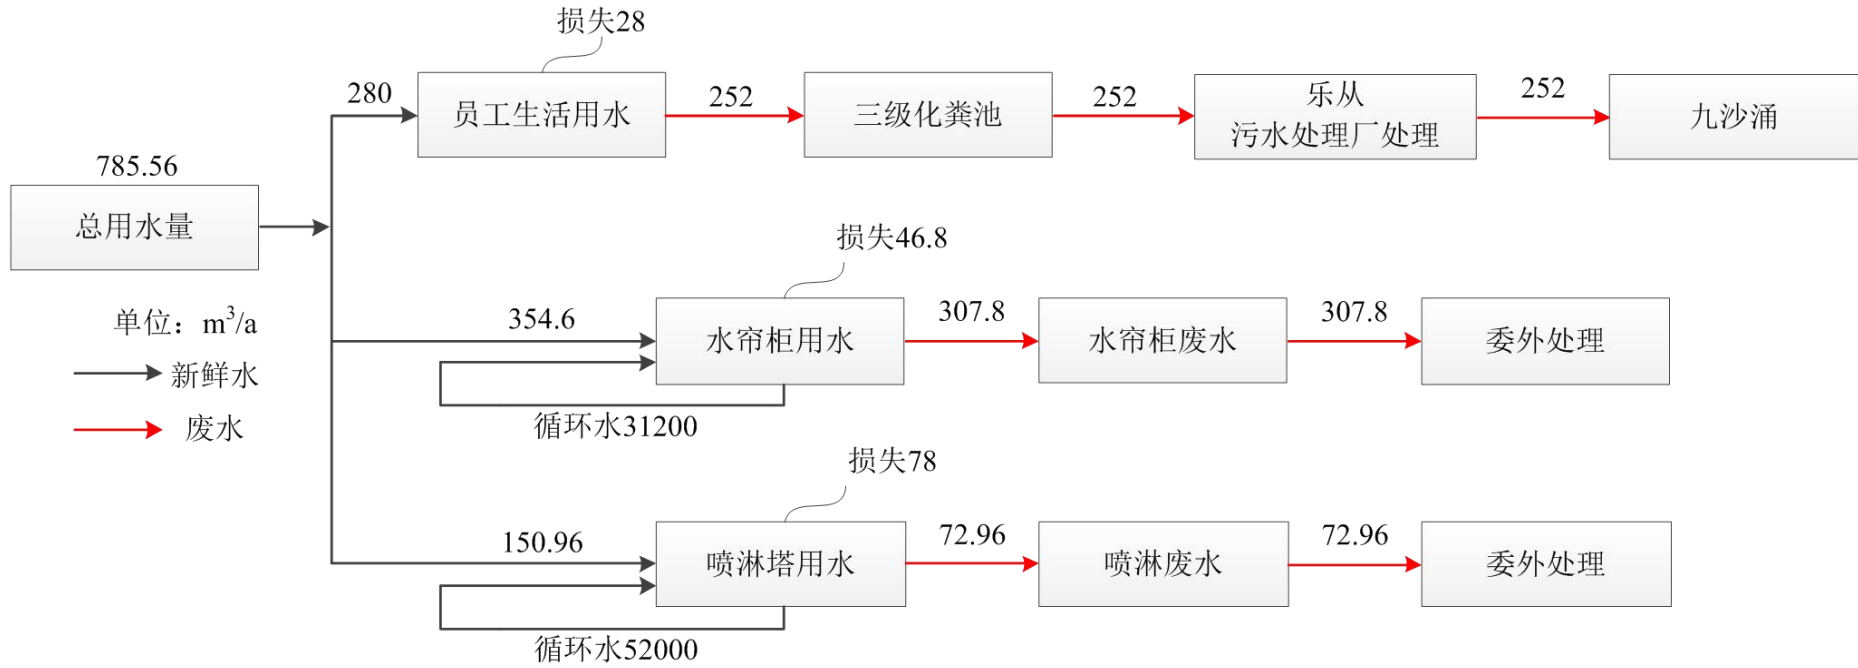 损失28
280
员工生活用水
252
三级化粪池
252
乐从
污水处理厂处理
252
九沙涌
785.56
总用水量
单位：m³/a
新鲜水
废水
损失46.8
354.6
水帘柜用水
307.8
水帘柜废水
307.8
委外处理
循环水31200
损失78
150.96
喷淋塔用水
72.96
喷淋废水
72.96
委外处理
循环水52000